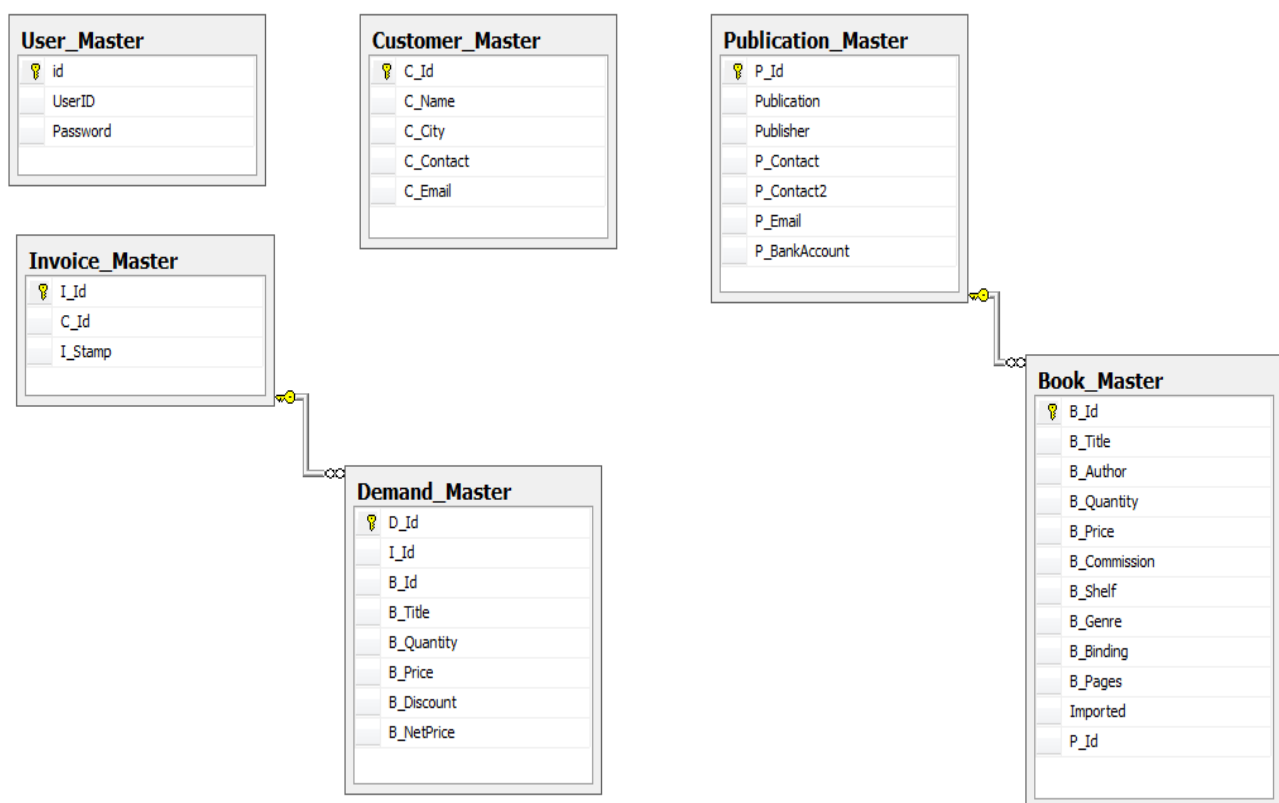 User_Master
id
UserID
Password
Customer_Master
C_Id
C_Name
C_City
C_Contact
C_Email
Publication_Master
P_Id
Publication
Publisher
P_Contact
P_Contact2
P_Email
P_BankAccount
Invoice_Master
I_Id
C_Id
I_Stamp
Demand_Master
D_Id
I_Id
B_Id
B_Title
B_Quantity
B_Price
B_Discount
B_NetPrice
Book_Master
B_Id
B_Title
B_Author
B_Quantity
B_Price
B_Commission
B_Shelf
B_Genre
B_Binding
B_Pages
Imported
P_Id